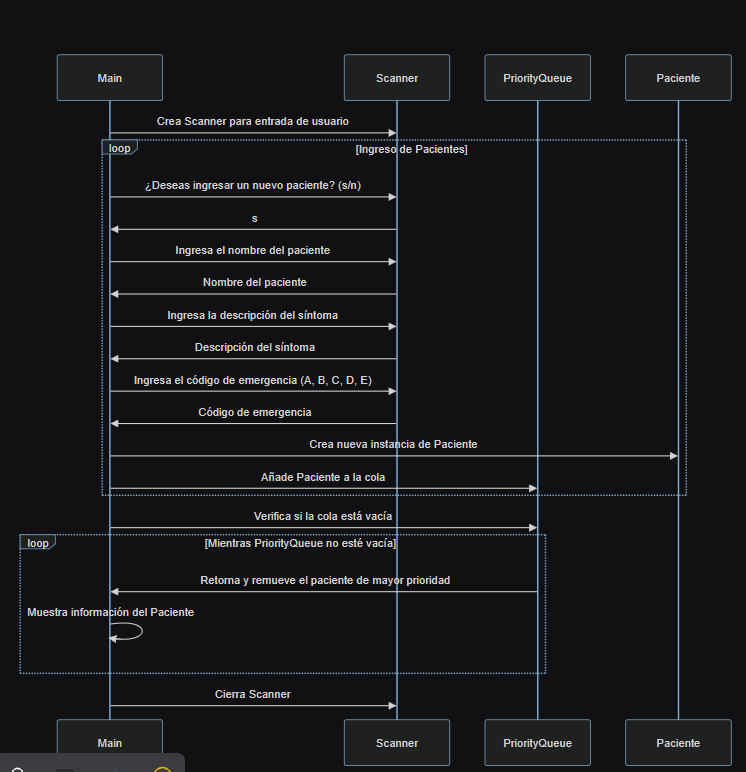 Main Scanner PriorityQueue Paciente
Crea Scanner para entrada de usuario
loop [Ingreso de Pacientes]
¿Deseas ingresar un nuevo paciente? (s/n)
s
Ingresa el nombre del paciente
Nombre del paciente
Ingresa la descripción del síntoma
Descripción del síntoma
Ingresa el código de emergencia (A, B, C, D, E)
Código de emergencia
Crea nueva instancia de Paciente
Añade Paciente a la cola
Verifica si la cola está vacía
loop [Mientras PriorityQueue no esté vacía]
Retorna y remueve el paciente de mayor prioridad
Muestra información del Paciente
Cierra Scanner
Main Scanner PriorityQueue Paciente